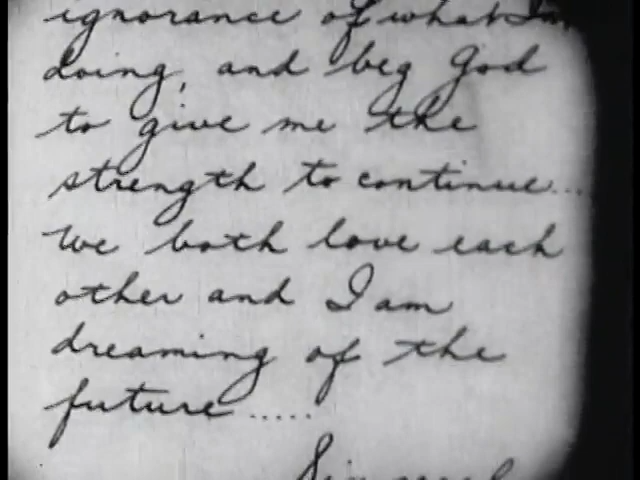 ignorance of what I'm
doing, and beg God
to give me the
strength to continue...
We both love each
other and I am
dreaming of the
future.....